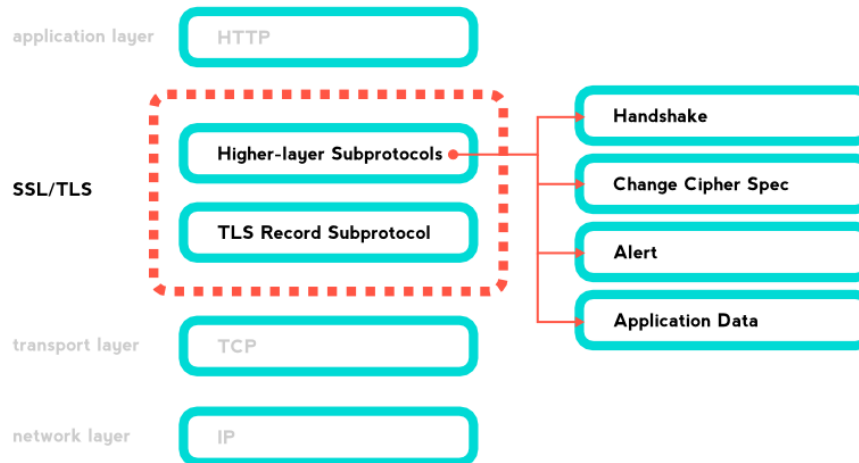 application layer
HTTP
SSL/TLS
Higher-layer Subprotocols
TLS Record Subprotocol
Handshake
Change Cipher Spec
Alert
Application Data
transport layer
TCP
network layer
IP